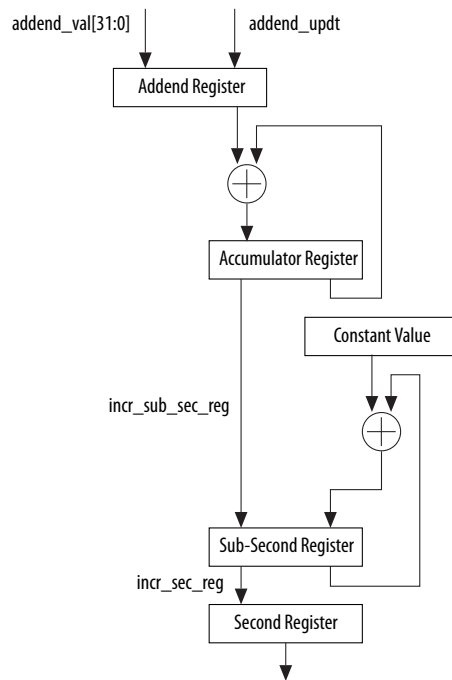 addend_val[31:0]
addend_updt
Addend Register
Accumulator Register
Constant Value
incr_sub_sec_reg
Sub-Second Register
incr_sec_reg
Second Register